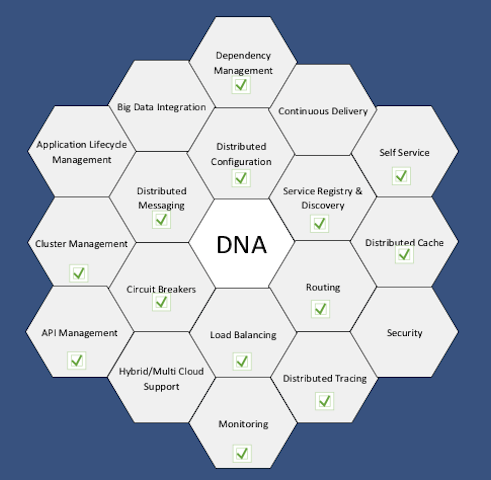 Dependency
Management
Big Data Integration
Continuous Delivery
Application Lifecycle
Management
Distributed
Configuration
Self Service
Distributed
Messaging
Service Registry &
Discovery
Cluster Management
DNA
Distributed Cache
Circuit Breakers
Routing
API Management
Load Balancing
Security
Hybrid/Multi Cloud
Support
Distributed Tracing
Monitoring